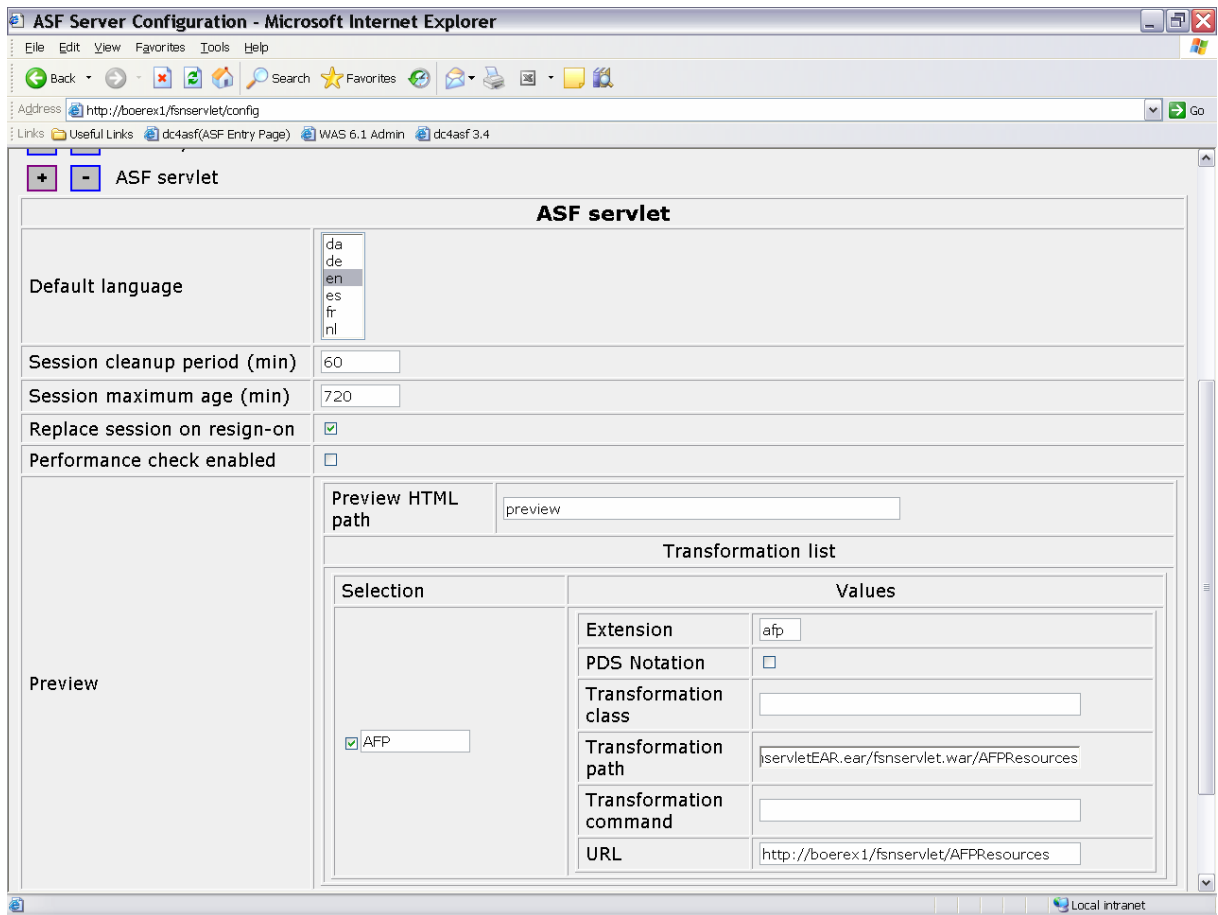 ASF Server Configuration - Microsoft Internet Explorer
File Edit View Favorites Tools Help
Back Search Favorites
Address http://boerex1/fsnservlet/config Go
Links Useful Links dc4asf(ASF Entry Page) WAS 6.1 Admin dc4asf 3.4
+ - ASF servlet
ASF servlet
Default language
da
de
en
es
fr
nl
Session cleanup period (min) 60
Session maximum age (min) 720
Replace session on resign-on
Performance check enabled
Preview
Preview HTML
path
preview
Transformation list
Selection Values
AFP
Extension afp
PDS Notation
Transformation
class
Transformation
path
servletEAR.ear/fsnservlet.war/AFPResources
Transformation
command
URL http://boerex1/fsnservlet/AFPResources
Local intranet